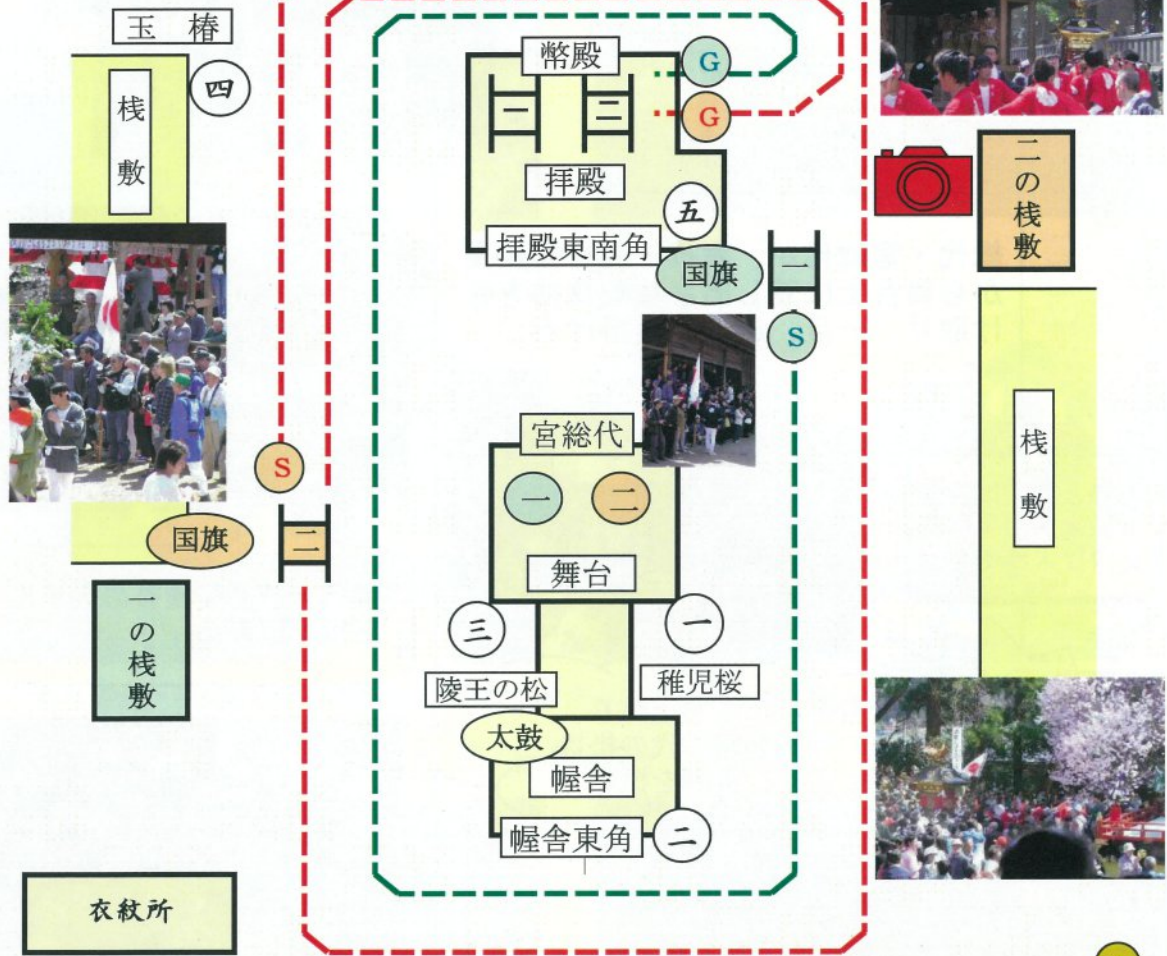 玉 椿
四
桟敷
幣殿
G
G
一
二
拝殿
五
拝殿東南角
国旗
一
S
二の桟敷
桟敷
宮総代
一
二
舞台
S
国旗
二
三
一
一の桟敷
陵王の松
稚児桜
太鼓
幄舎
幄舎東角
二
衣紋所